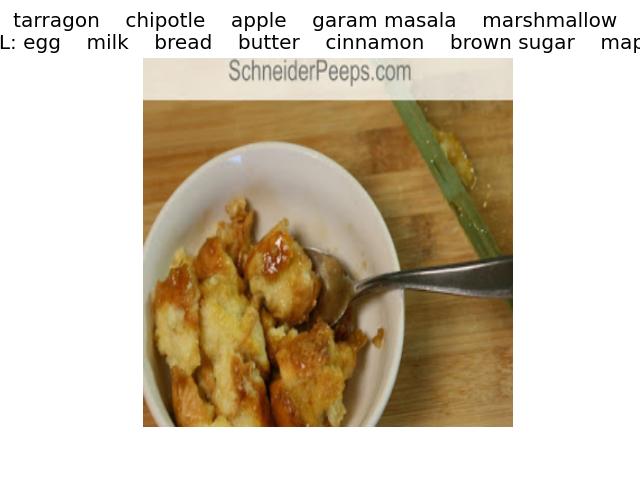 tarragon chipotle apple garam masala marshmallow
L: egg milk bread butter cinnamon brown sugar map
SchneiderPeeps.com